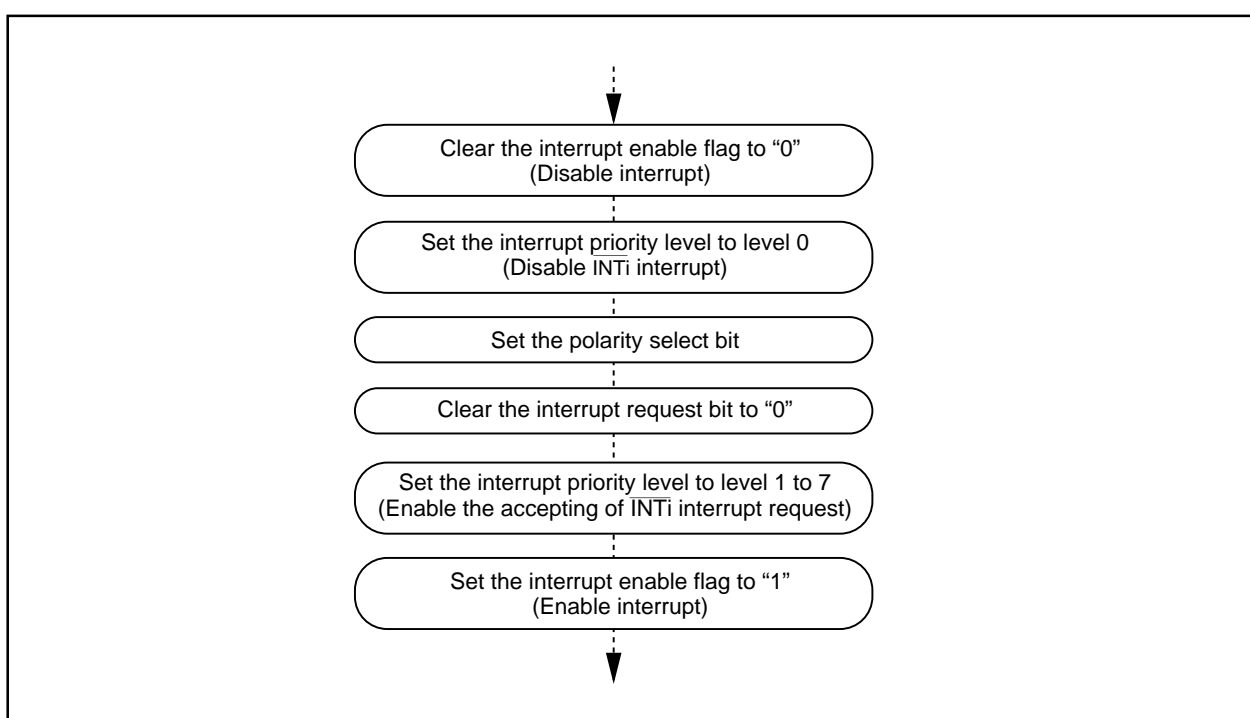 Clear the interrupt enable flag to “0”
(Disable interrupt)
Set the interrupt priority level to level 0
(Disable I̅N̅T̅i̅ interrupt)
Set the polarity select bit
Clear the interrupt request bit to “0”
Set the interrupt priority level to level 1 to 7
(Enable the accepting of I̅N̅T̅i̅ interrupt request)
Set the interrupt enable flag to “1”
(Enable interrupt)